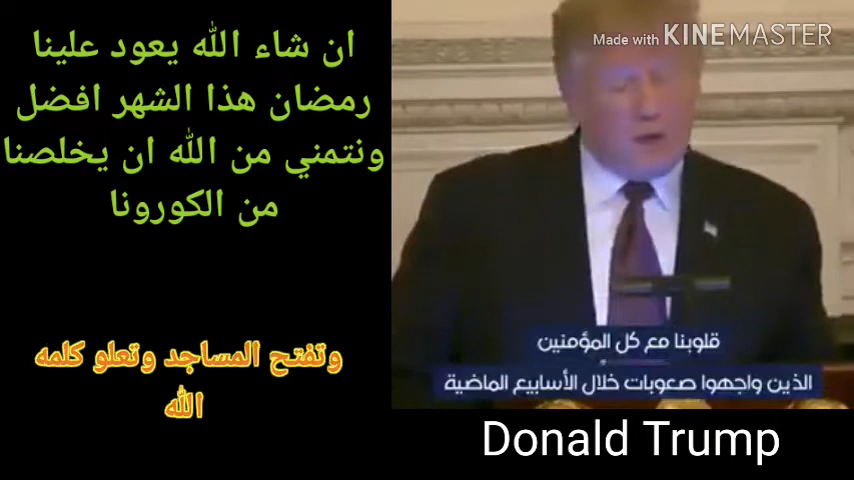 ان شاء الله يعود علينا
رمضان هذا الشهر افضل
ونتمني من الله ان يخلصنا
من الكورونا
وتفتح المساجد وتعلو كلمه
الله
Made with KINEMASTER
قلوبنا مع كل المؤمنين
الذين واجهوا صعوبات خلال الأسابيع الماضية
Donald Trump